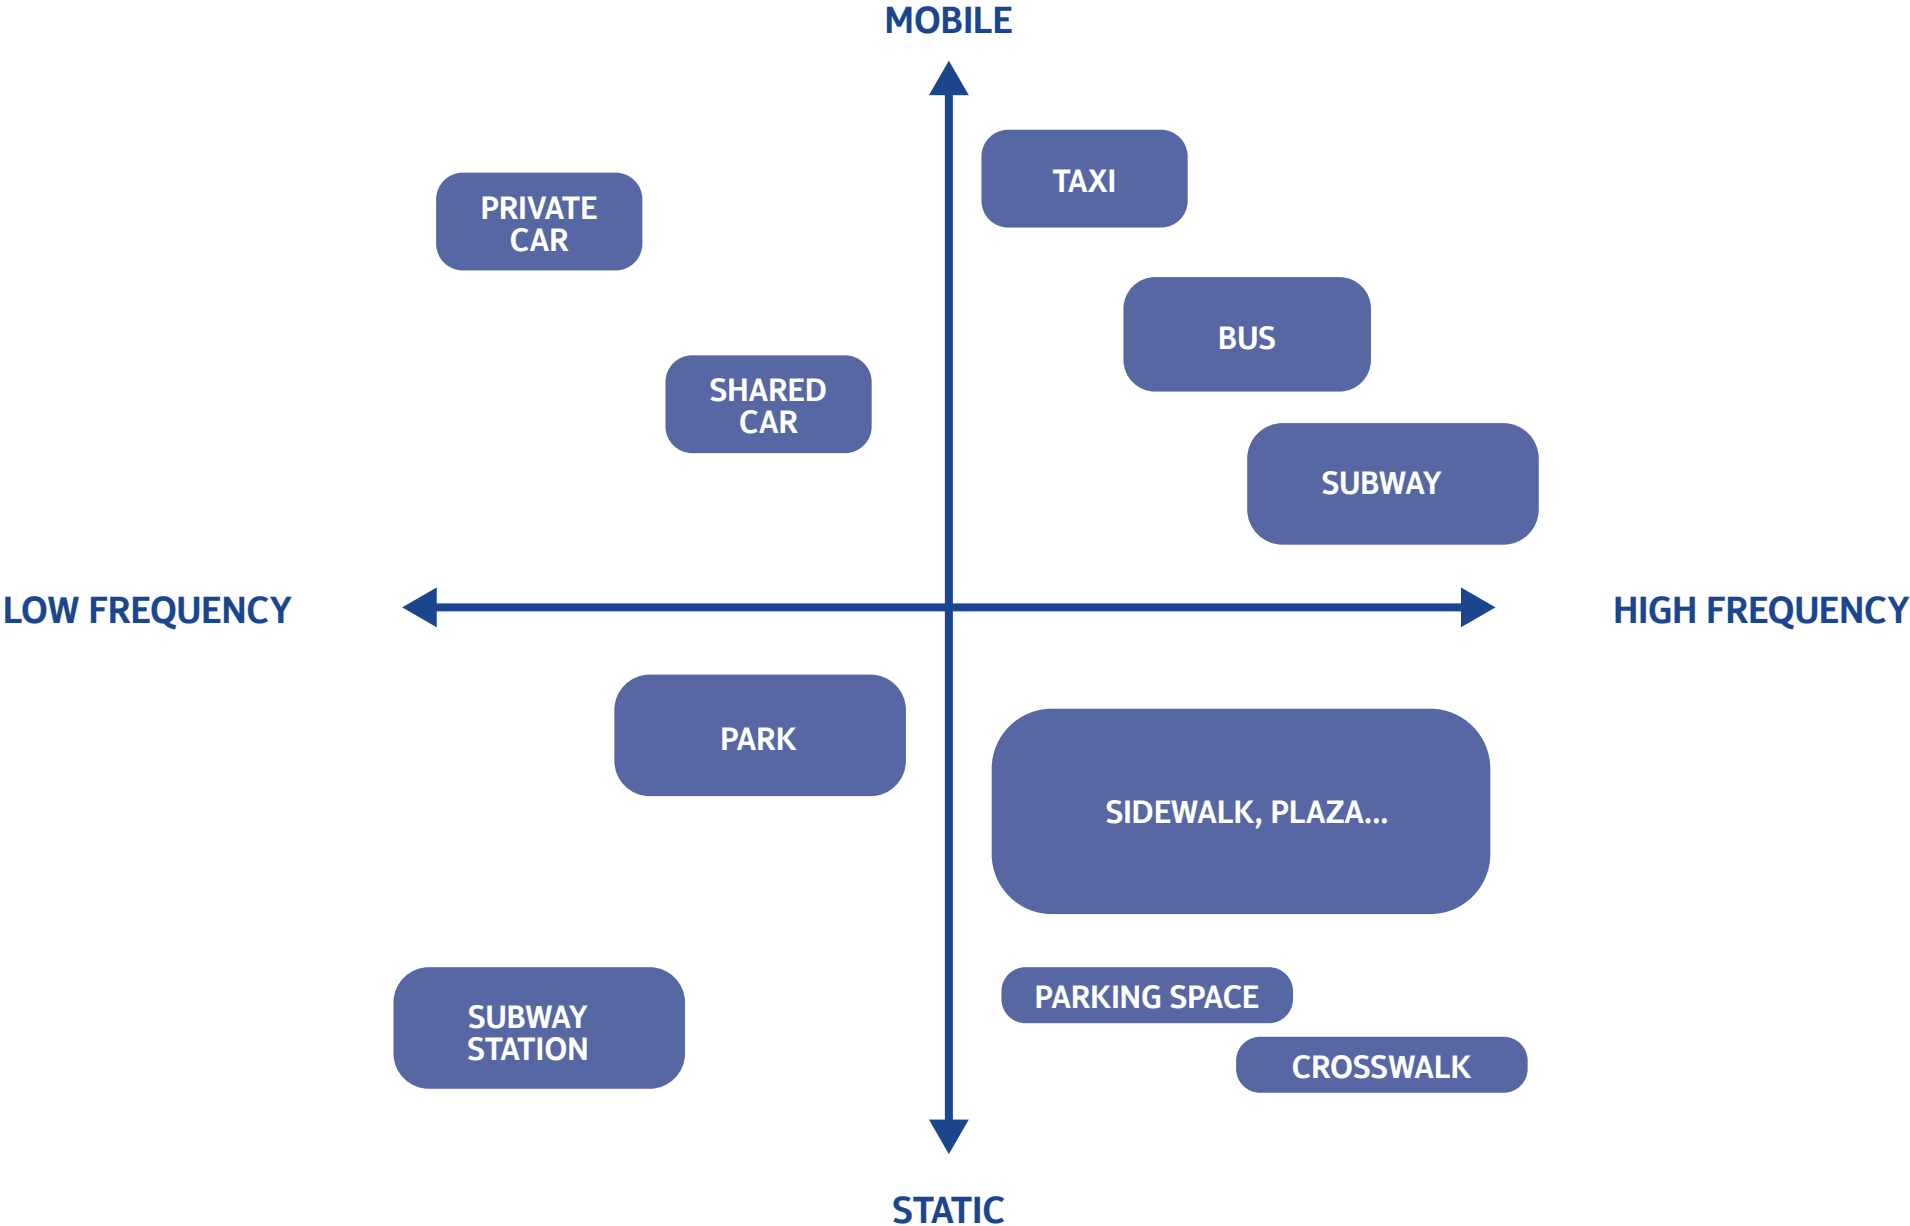 MOBILE
TAXI
PRIVATE
CAR
BUS
SHARED
CAR
SUBWAY
LOW FREQUENCY
HIGH FREQUENCY
PARK
SIDEWALK, PLAZA...
PARKING SPACE
SUBWAY
STATION
CROSSWALK
STATIC